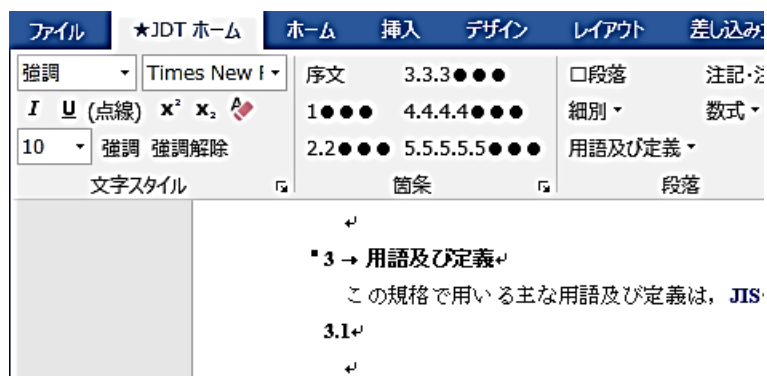 ファイル ★JDT ホーム ホーム 挿入 デザイン レイアウト 差し込み
強調 Times New 序文 3.3.3●●● □段落 注記・
I U (点線) x² x₂ 1●●● 4.4.4.4●●● 細別 数式
10 強調 強調解除 2.2●●● 5.5.5.5.5●●● 用語及び定義
文字スタイル 箇条 段落
↵
▪3 → 用語及び定義↵
この規格で用いる主な用語及び定義は，JIS
3.1↵
↵